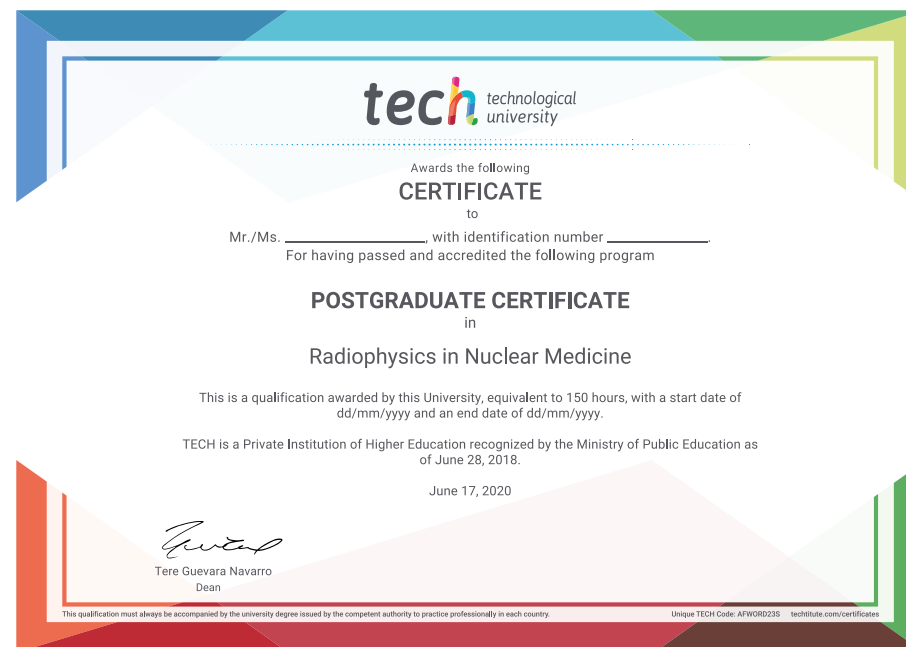 tech technological
university
Awards the following
CERTIFICATE
to
Mr./Ms. ____________________, with identification number ______________.
For having passed and accredited the following program
POSTGRADUATE CERTIFICATE
in
Radiophysics in Nuclear Medicine
This is a qualification awarded by this University, equivalent to 150 hours, with a start date of
dd/mm/yyyy and an end date of dd/mm/yyyy.
TECH is a Private Institution of Higher Education recognized by the Ministry of Public Education as
of June 28, 2018.
June 17, 2020
Tere Guevara Navarro
Dean
This qualification must always be accompanied by the university degree issued by the competent authority to practice professionally in each country. Unique TECH Code: AFWORD23S techtitute.com/certificates